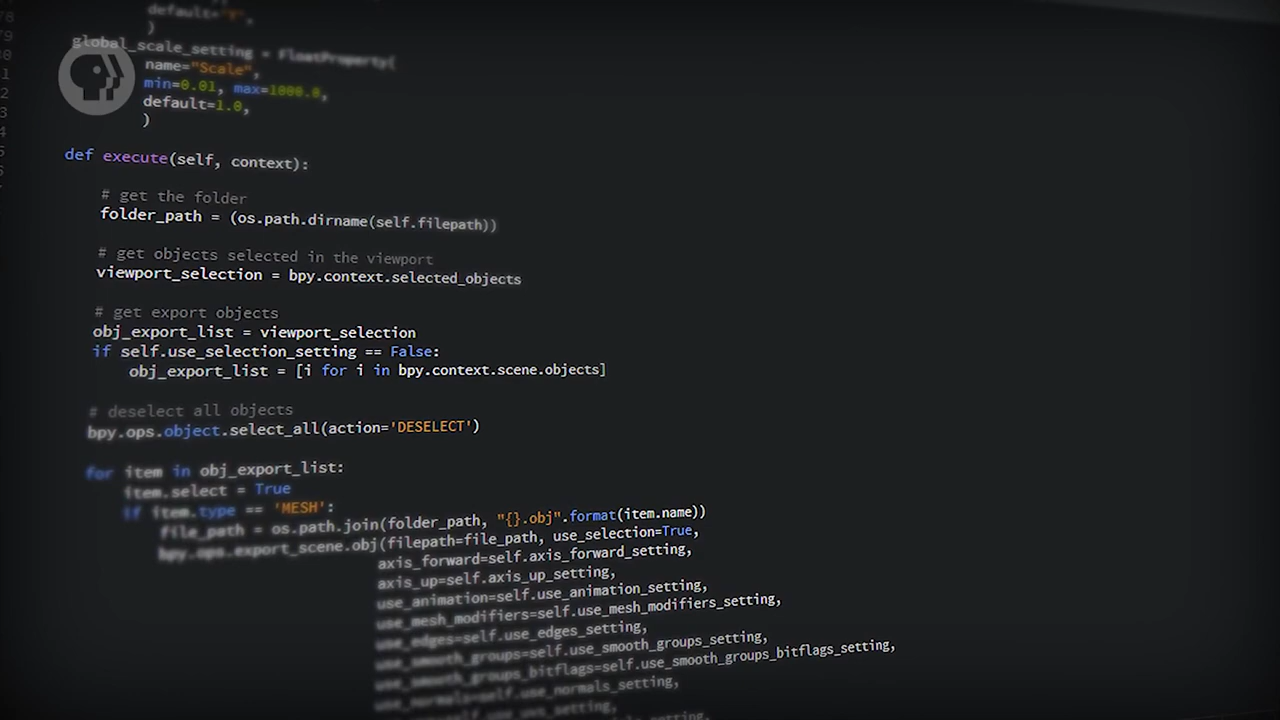 default="Y",
)
global_scale_setting = FloatProperty(
name="Scale",
min=0.01, max=1000.0,
default=1.0,
)
def execute(self, context):
# get the folder
folder_path = (os.path.dirname(self.filepath))
# get objects selected in the viewport
viewport_selection = bpy.context.selected_objects
# get export objects
obj_export_list = viewport_selection
if self.use_selection_setting == False:
obj_export_list = [i for i in bpy.context.scene.objects]
# deselect all objects
bpy.ops.object.select_all(action='DESELECT')
for item in obj_export_list:
item.select = True
if item.type == 'MESH':
file_path = os.path.join(folder_path, "{}.obj".format(item.name))
bpy.ops.export_scene.obj(filepath=file_path, use_selection=True,
axis_forward=self.axis_forward_setting,
axis_up=self.axis_up_setting,
use_animation=self.use_animation_setting,
use_mesh_modifiers=self.use_mesh_modifiers_setting,
use_edges=self.use_edges_setting,
use_smooth_groups=self.use_smooth_groups_setting,
use_smooth_groups_bitflags=self.use_smooth_groups_bitflags_setting,
use_normals=self.use_normals_setting,